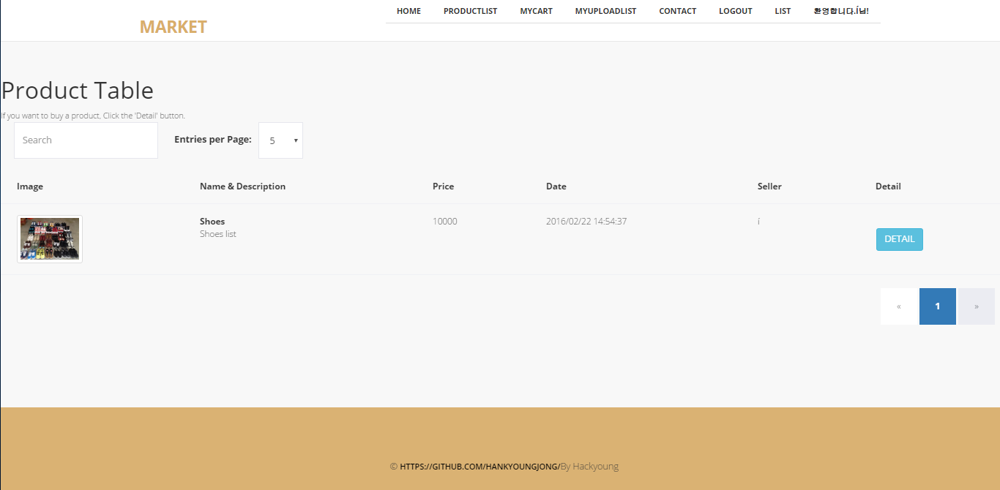 HOME PRODUCTLIST MYCART MYUPLOADLIST CONTACT LOGOUT LIST 환영합니다.Í님!
MARKET
Product Table
If you want to buy a product, Click the 'Detail' button.
Search Entries per Page: 5
Image Name & Description Price Date Seller Detail
Shoes 10000 2016/02/22 14:54:37 í
Shoes list
DETAIL
« 1 »
© HTTPS://GITHUB.COM/HANKYOUNGJONG/By Hackyoung